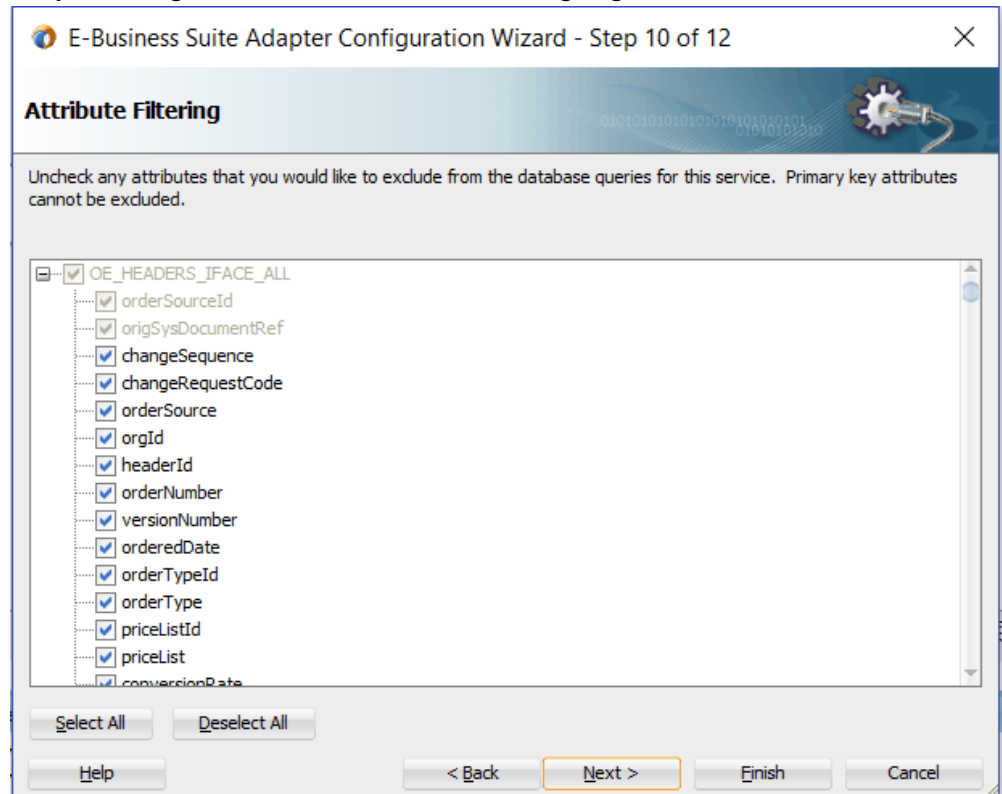 E-Business Suite Adapter Configuration Wizard - Step 10 of 12
Attribute Filtering
Uncheck any attributes that you would like to exclude from the database queries for this service. Primary key attributes
cannot be excluded.
OE_HEADERS_IFACE_ALL
orderSourceId
origSysDocumentRef
changeSequence
changeRequestCode
orderSource
orgId
headerId
orderNumber
versionNumber
orderedDate
orderTypeId
orderType
priceListId
priceList
conversionRate
Select All Deselect All
Help < Back Next > Finish Cancel